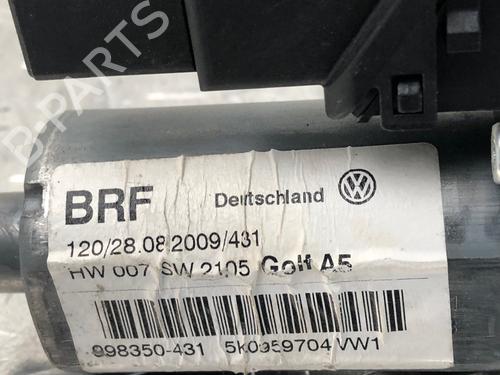 B-PARTS
BRF Deutschland
120/28.08.2009/431
HW 007 SW 2105 Golf A5
998350-431 5K0959704 VW1